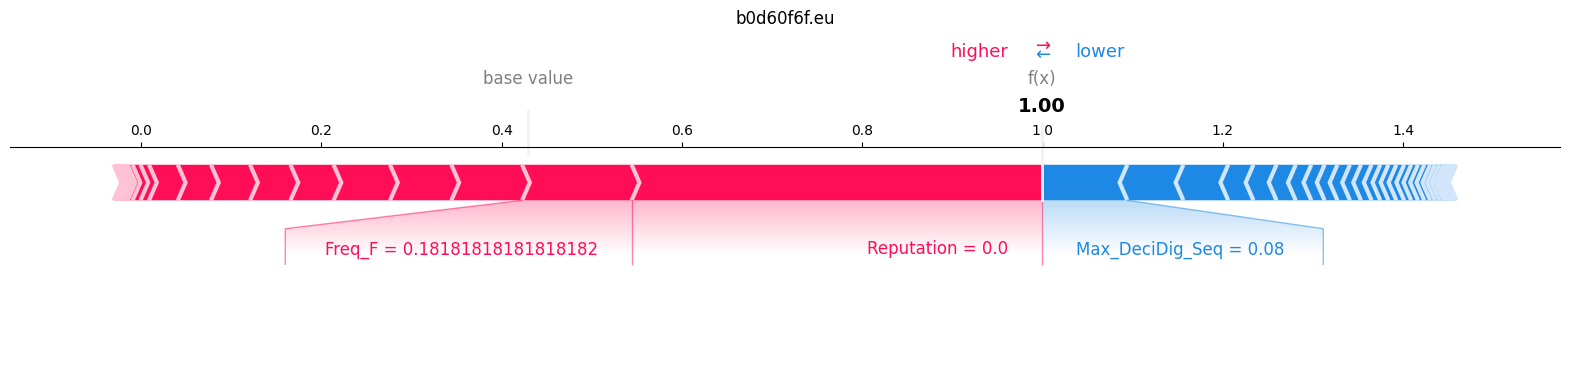 b0d60f6f.eu
higher ⇄ lower
base value f(x)
1.00
0.0 0.2 0.4 0.6 0.8 1.0 1.2 1.4
Freq_F = 0.18181818181818182 Reputation = 0.0 Max_DeciDig_Seq = 0.08